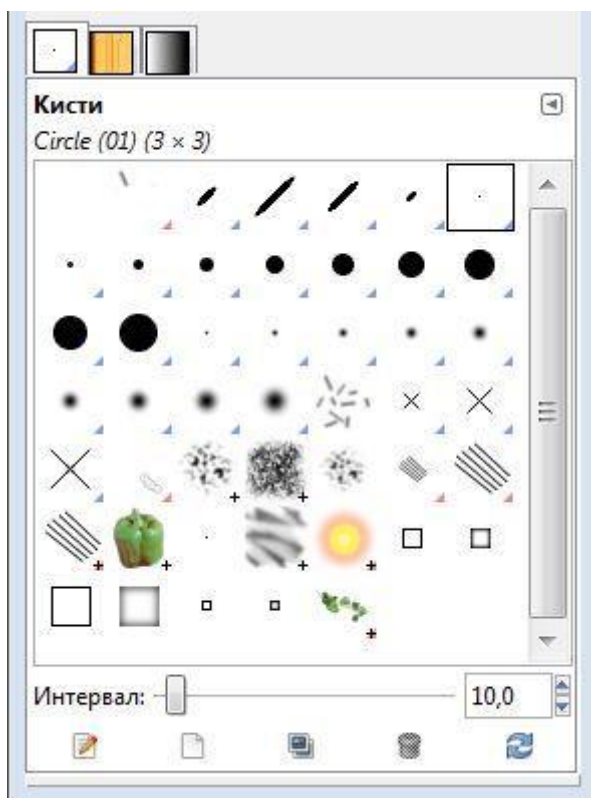 Кисти
Circle (01) (3 × 3)
Интервал: 10,0